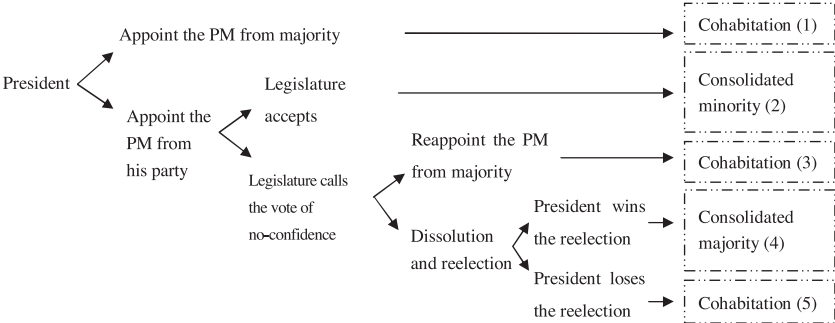 Appoint the PM from majority
Cohabitation (1)
President
Legislature
accepts
Consolidated
minority (2)
Appoint the
PM from
his party
Reappoint the PM
from majority
Cohabitation (3)
Legislature calls
the vote of
no-confidence
President wins
the reelection
Consolidated
majority (4)
Dissolution
and reelection
President loses
the reelection
Cohabitation (5)